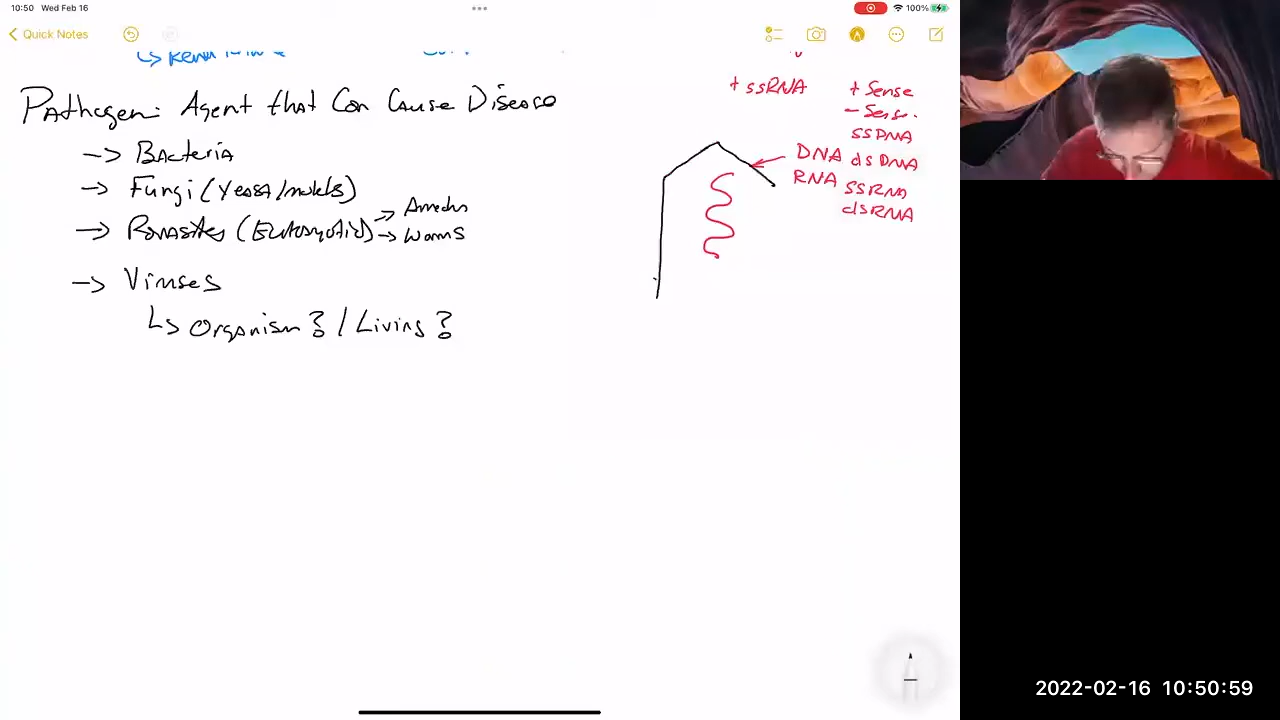 10:50 Wed Feb 16
100%
Quick Notes
Pathogen: Agent that Can Cause Disease
-> Bacteria
-> Fungi (Yeast/molds)
-> Parasites (Eukaryotic) -> Amoebas
-> Worms
-> Viruses
↳ Organism? / Living?
+ ssRNA
+ Sense
- Sense.
ssDNA
DNA dsDNA
RNA ssRNA
dsRNA
2022-02-16 10:50:59